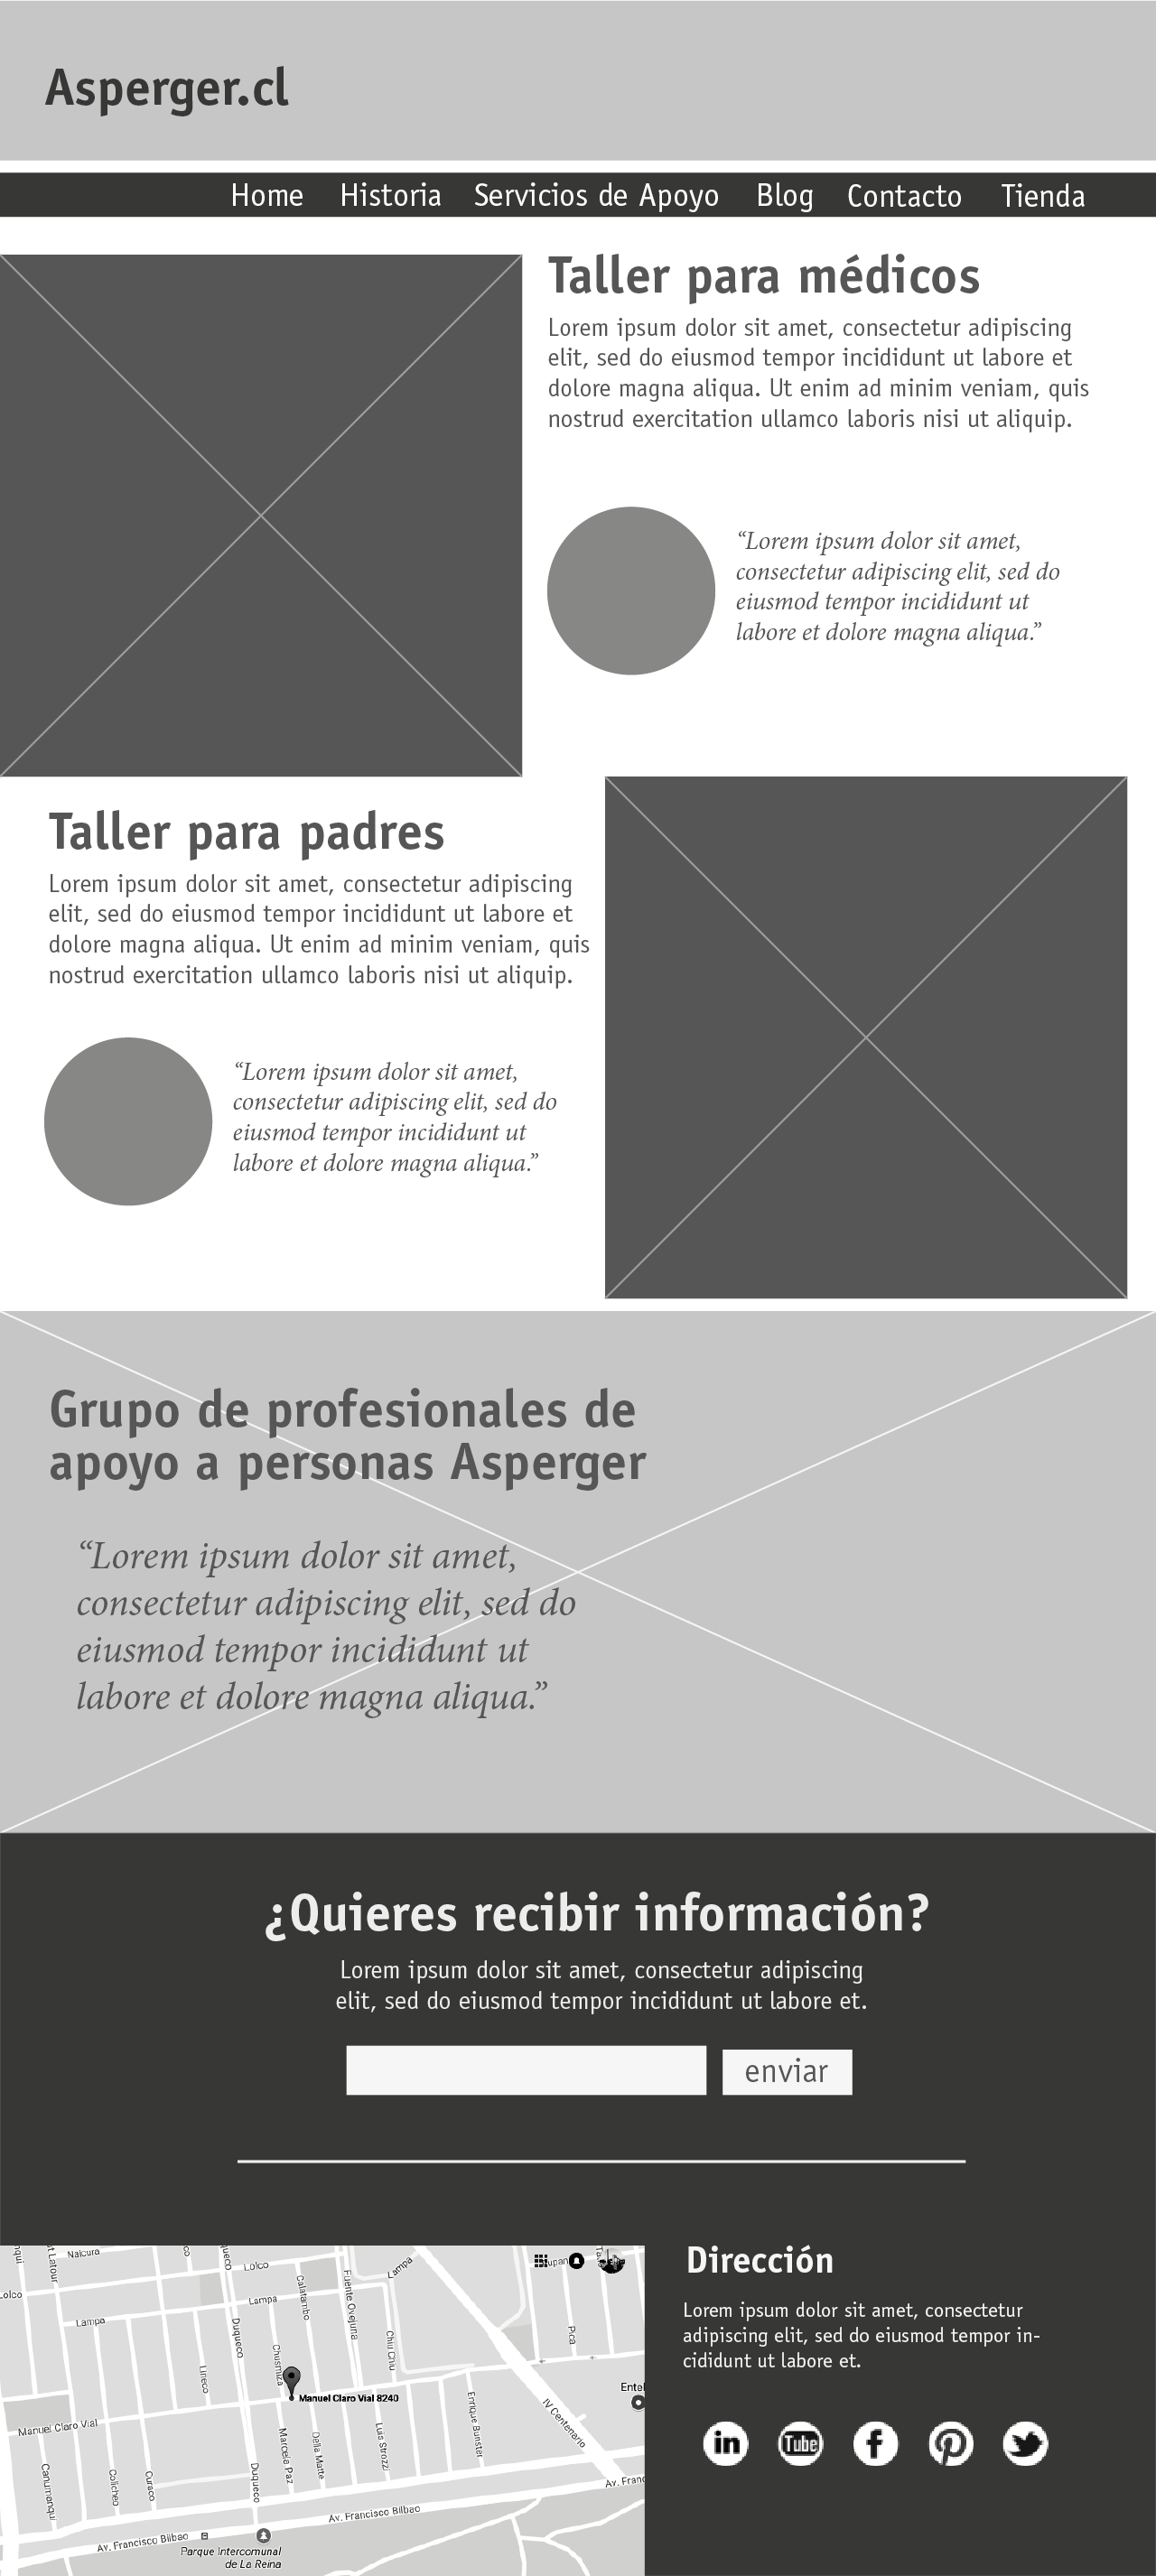 Asperger.cl
Home Historia Servicios de Apoyo Blog Contacto Tienda
Taller para médicos
Lorem ipsum dolor sit amet, consectetur adipiscing
elit, sed do eiusmod tempor incididunt ut labore et
dolore magna aliqua. Ut enim ad minim veniam, quis
nostrud exercitation ullamco laboris nisi ut aliquip.
“Lorem ipsum dolor sit amet,
consectetur adipiscing elit, sed do
eiusmod tempor incididunt ut
labore et dolore magna aliqua.”
Taller para padres
Lorem ipsum dolor sit amet, consectetur adipiscing
elit, sed do eiusmod tempor incididunt ut labore et
dolore magna aliqua. Ut enim ad minim veniam, quis
nostrud exercitation ullamco laboris nisi ut aliquip.
“Lorem ipsum dolor sit amet,
consectetur adipiscing elit, sed do
eiusmod tempor incididunt ut
labore et dolore magna aliqua.”
Grupo de profesionales de
apoyo a personas Asperger
“Lorem ipsum dolor sit amet,
consectetur adipiscing elit, sed do
eiusmod tempor incididunt ut
labore et dolore magna aliqua.”
¿Quieres recibir información?
Lorem ipsum dolor sit amet, consectetur adipiscing
elit, sed do eiusmod tempor incididunt ut labore et.
enviar
Nalcura
Lolco
Lampa
Lolco
Lampa
Lampa
Duqueco
Calatambo
Fuente Ovejuna
Chiu Chiu
Chusmiza
Pica
Lineco
Manuel Claro Vial 8240
Entel
Manuel Claro Vial
Enrique Bunster
IV Centenario
Marcela Paz
Della Matte
Luis Strozzi
Canumanqui
Colicheo
Curaco
Duqueco
Av. Franc
Av. Francisco Bilbao
Av. Francisco Bilbao
Parque Intercomunal
de La Reina
Dirección
Lorem ipsum dolor sit amet, consectetur
adipiscing elit, sed do eiusmod tempor in-
cididunt ut labore et.
in Tube f